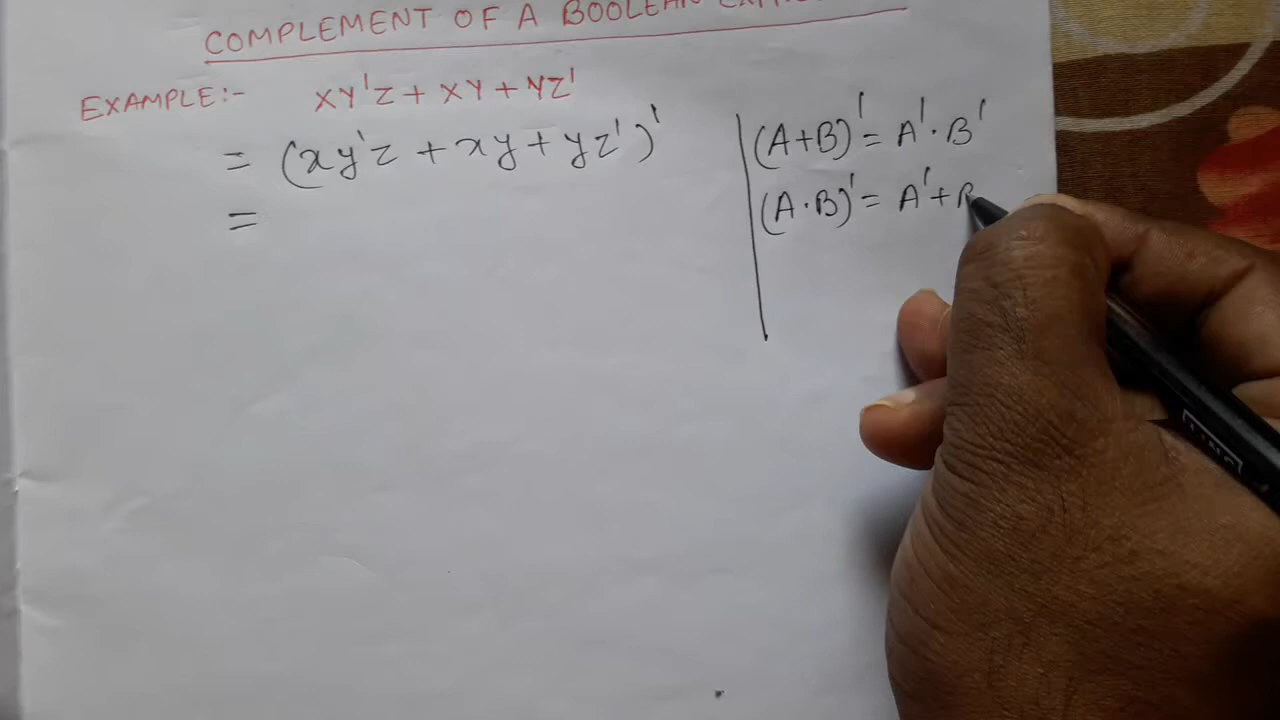 COMPLEMENT OF A BOOLEAN
EXAMPLE:- XY'Z + XY + YZ'
= (xy'z + xy + yz')'
(A+B)' = A'·B'
=
(A·B)' = A'+B